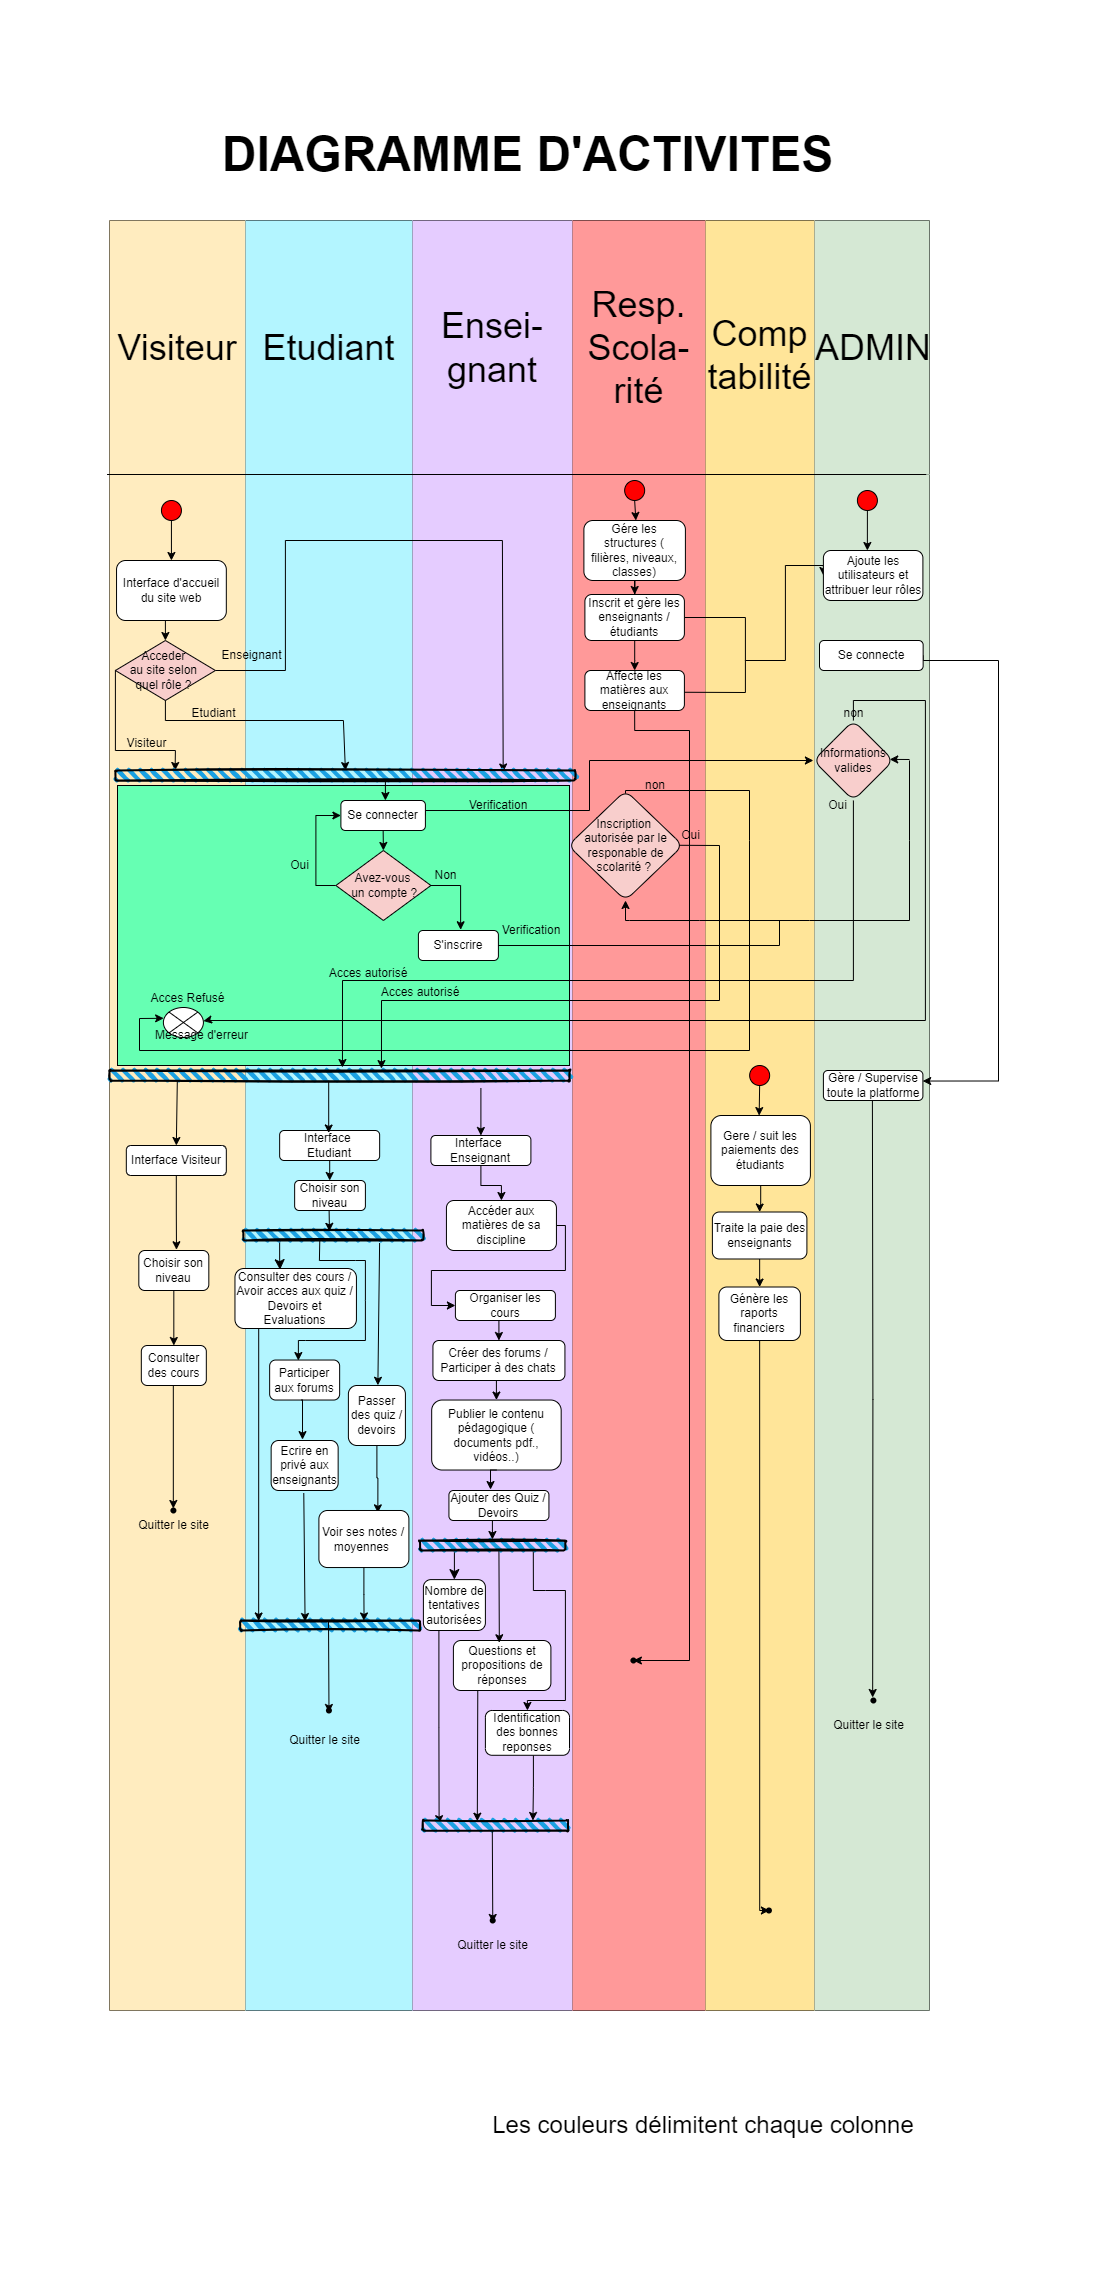 DIAGRAMME D'ACTIVITES
Visiteur
Etudiant
Ensei-
gnant
Resp.
Scola-
rité
Comp
tabilité
ADMIN
Interface d'accueil
du site web
Acceder
au site selon
quel rôle ?
Enseignant
Etudiant
Visiteur
Gére les
structures (
filières, niveaux,
classes)
Inscrit et gère les
enseignants /
étudiants
Affecte les
matières aux
enseignants
Ajoute les
utilisateurs et
attribuer leur rôles
Se connecte
non
Informations
valides
Oui
Se connecter
Verification
Avez-vous
un compte ?
Oui
Non
S'inscrire
Verification
non
Inscription
autorisée par le
responable de
scolarité ?
Oui
Acces autorisé
Acces autorisé
Acces Refusé
Message d'erreur
Gère / Supervise
toute la platforme
Interface Visiteur
Choisir son
niveau
Consulter
des cours
Quitter le site
Interface
Etudiant
Choisir son
niveau
Consulter des cours /
Avoir acces aux quiz /
Devoirs et
Evaluations
Participer
aux forums
Ecrire en
privé aux
enseignants
Passer
des quiz /
devoirs
Voir ses notes /
moyennes
Quitter le site
Interface
Enseignant
Accéder aux
matières de sa
discipline
Organiser les
cours
Créer des forums /
Participer à des chats
Publier le contenu
pédagogique (
documents pdf.,
vidéos..)
Ajouter des Quiz /
Devoirs
Nombre de
tentatives
autorisées
Questions et
propositions de
réponses
Identification
des bonnes
reponses
Quitter le site
Gere / suit les
paiements des
étudiants
Traite la paie des
enseignants
Génère les
raports
financiers
Quitter le site
Les couleurs délimitent chaque colonne